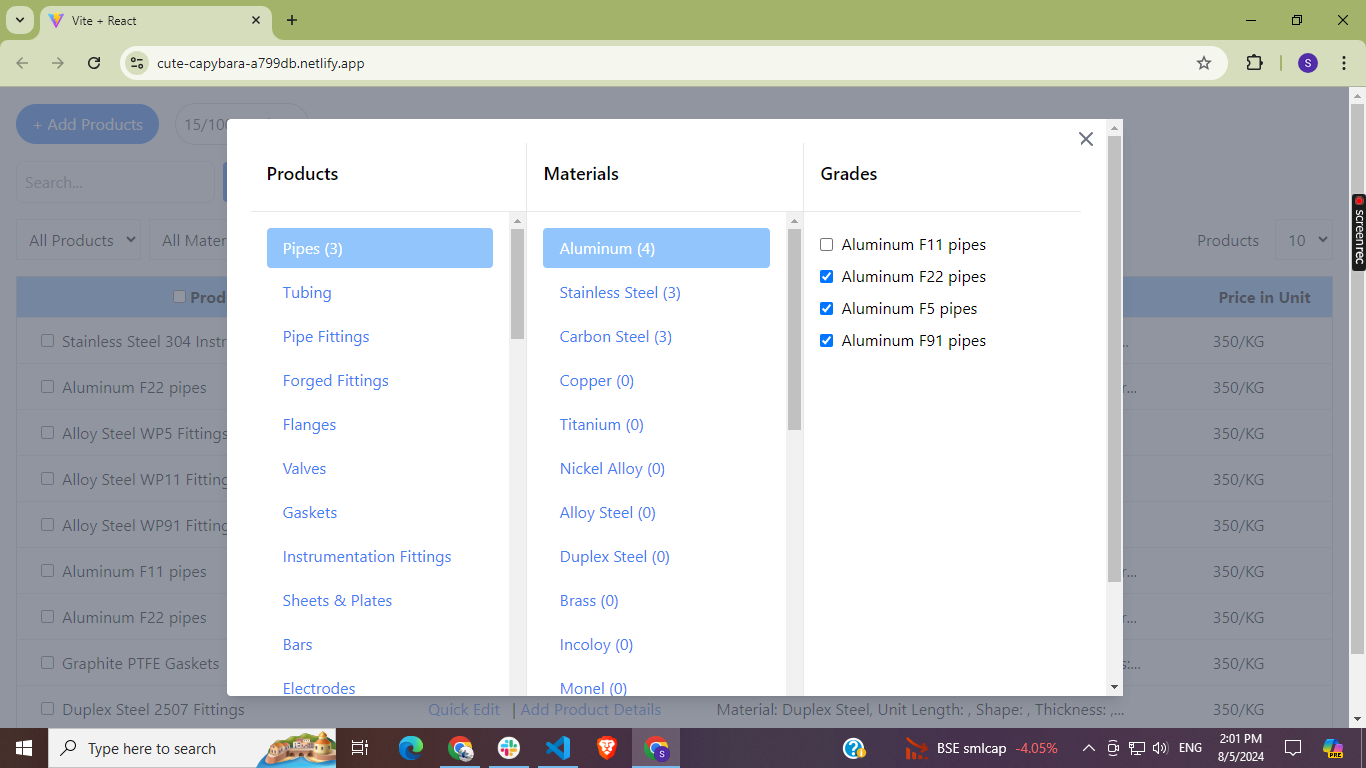 Vite + React
cute-capybara-a799db.netlify.app
S
+ Add Products
15/100
Search...
All Products
All Mater
Products
10
Products
Materials
Grades
Pipes (3)
Tubing
Pipe Fittings
Forged Fittings
Flanges
Valves
Gaskets
Instrumentation Fittings
Sheets & Plates
Bars
Electrodes
Aluminum (4)
Stainless Steel (3)
Carbon Steel (3)
Copper (0)
Titanium (0)
Nickel Alloy (0)
Alloy Steel (0)
Duplex Steel (0)
Brass (0)
Incoloy (0)
Monel (0)
Aluminum F11 pipes
Aluminum F22 pipes
Aluminum F5 pipes
Aluminum F91 pipes
Prod
Price in Unit
Stainless Steel 304 Instr
350/KG
Aluminum F22 pipes
r...
350/KG
Alloy Steel WP5 Fittings
350/KG
Alloy Steel WP11 Fittings
350/KG
Alloy Steel WP91 Fitting
350/KG
Aluminum F11 pipes
r...
350/KG
Aluminum F22 pipes
r...
350/KG
Graphite PTFE Gaskets
s:...
350/KG
Duplex Steel 2507 Fittings
Quick Edit | Add Product Details
Material: Duplex Steel, Unit Length: , Shape: , Thickness: ,...
350/KG
screenrec
Type here to search
BSE smlcap -4.05%
ENG
2:01 PM
8/5/2024
PRE